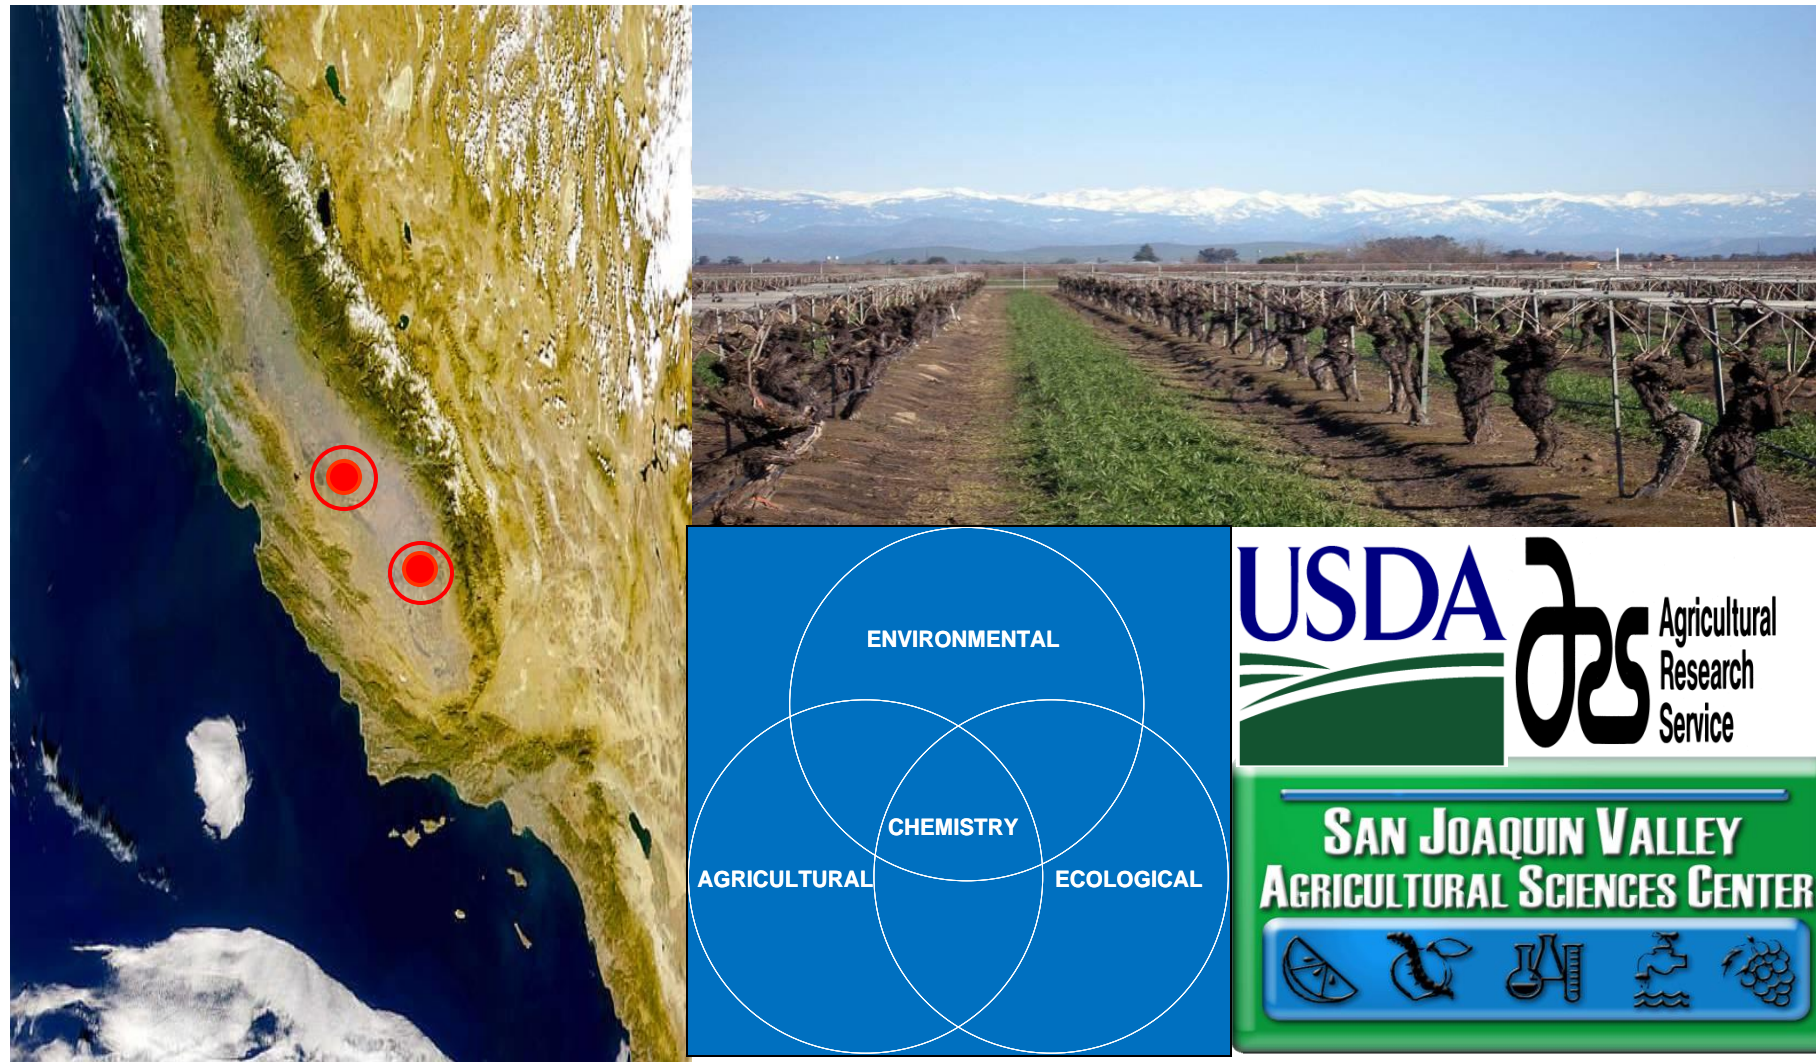 ENVIRONMENTAL
CHEMISTRY
AGRICULTURAL
ECOLOGICAL
USDA
ars
Agricultural
Research
Service
SAN JOAQUIN VALLEY
AGRICULTURAL SCIENCES CENTER